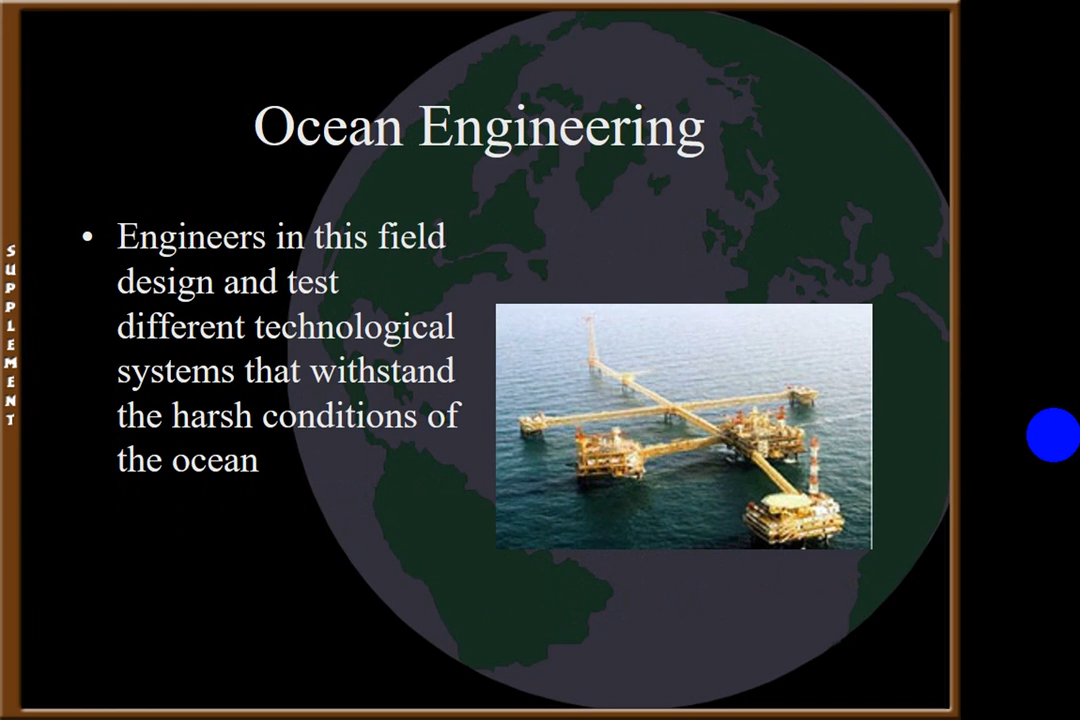 Ocean Engineering
• Engineers in this field
design and test
different technological
systems that withstand
the harsh conditions of
the ocean
SUPPLEMENT